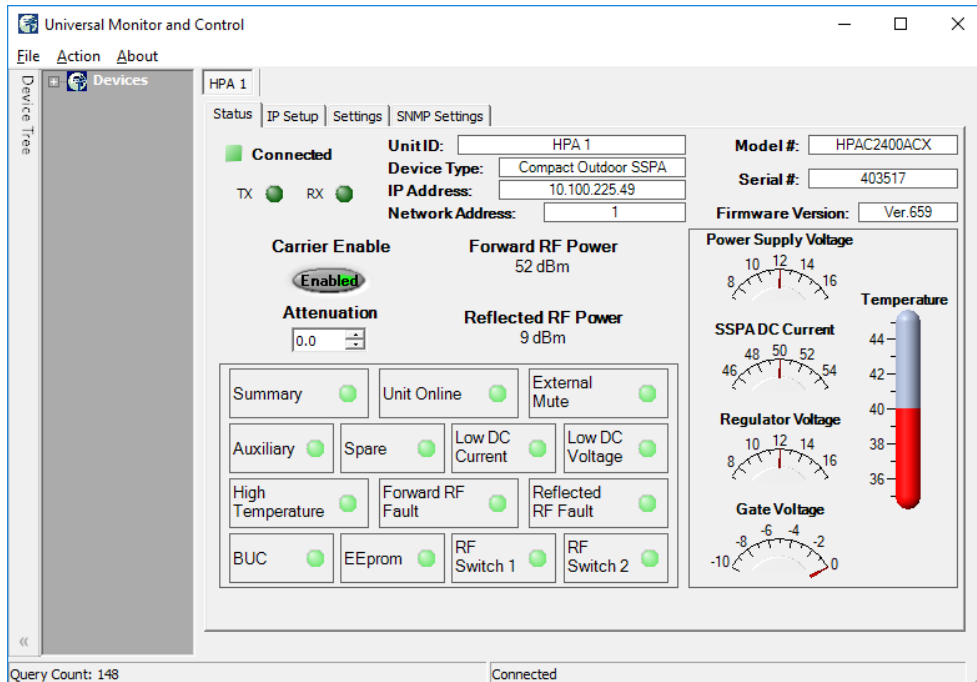 Universal Monitor and Control
File Action About
Device Tree
Devices
HPA 1
Status IP Setup Settings SNMP Settings
Connected
TX RX
Unit ID: HPA 1
Device Type: Compact Outdoor SSPA
IP Address: 10.100.225.49
Network Address: 1
Model #: HPAC2400ACX
Serial #: 403517
Firmware Version: Ver.659
Carrier Enable
Enabled
Attenuation
0.0
Forward RF Power
52 dBm
Reflected RF Power
9 dBm
Summary
Unit Online
External
Mute
Auxiliary
Spare
Low DC
Current
Low DC
Voltage
High
Temperature
Forward RF
Fault
Reflected
RF Fault
BUC
EEprom
RF
Switch 1
RF
Switch 2
Power Supply Voltage
8 10 12 14 16
SSPA DC Current
46 48 50 52 54
Regulator Voltage
8 10 12 14 16
Gate Voltage
-10 -8 -6 -4 -2 0
Temperature
44
42
40
38
36
«
Query Count: 148
Connected